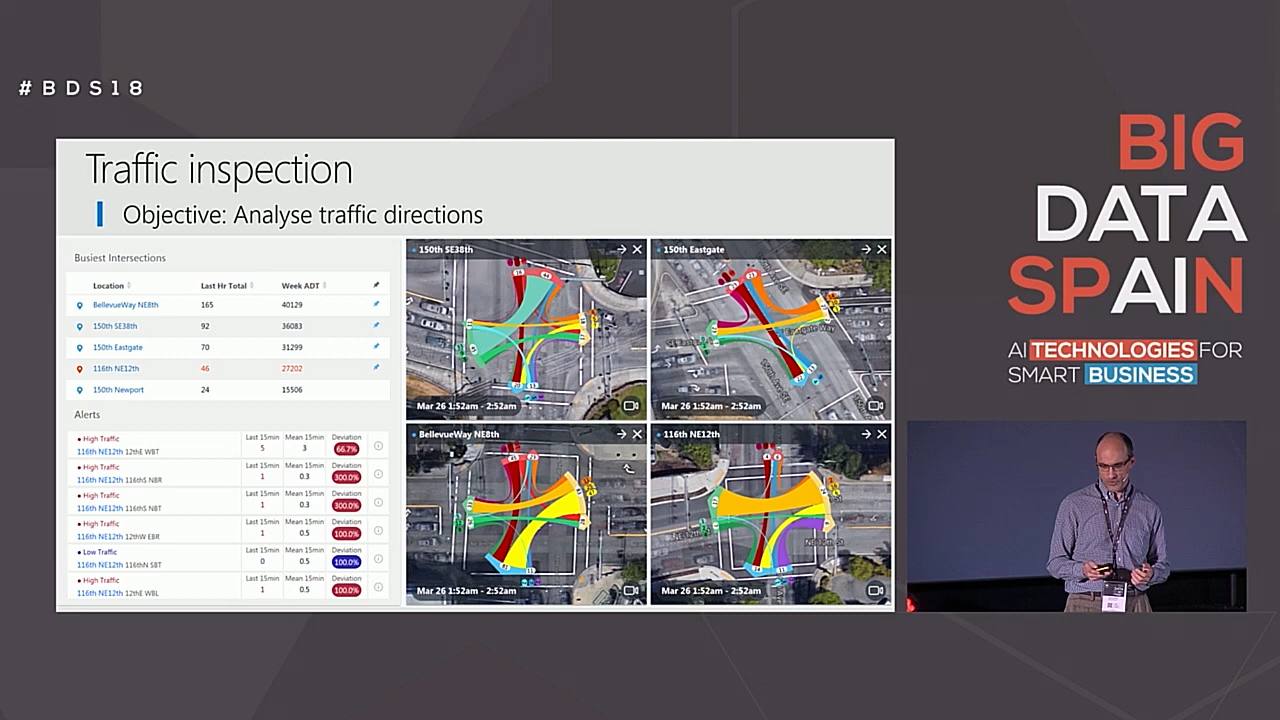 #BDS18
BIG
DATA
SPAIN
AI TECHNOLOGIES FOR
SMART BUSINESS
Traffic inspection
Objective: Analyse traffic directions
Busiest Intersections
Location Last Hr Total Week ADT
BellevueWay NE8th 165 40129
150th SE38th 92 36083
150th Eastgate 70 31299
116th NE12th 46 27202
150th Newport 24 15506
Alerts
High Traffic Last 15min Mean 15min Deviation
116th NE12th 12thE WBT 5 3 66.7%
High Traffic Last 15min Mean 15min Deviation
116th NE12th 116thS NBR 1 0.3 300.0%
High Traffic Last 15min Mean 15min Deviation
116th NE12th 116thS NBT 1 0.3 300.0%
High Traffic Last 15min Mean 15min Deviation
116th NE12th 12thW EBR 1 0.5 100.0%
Low Traffic Last 15min Mean 15min Deviation
116th NE12th 116thN SBT 0 0.5 100.0%
High Traffic Last 15min Mean 15min Deviation
116th NE12th 12thE WBL 1 0.5 100.0%
150th SE38th
Mar 26 1:52am - 2:52am
150th Eastgate
Eastgate Way
Mar 26 1:52am - 2:52am
BellevueWay NE8th
Mar 26 1:52am - 2:52am
116th NE12th
Mar 26 1:52am - 2:52am